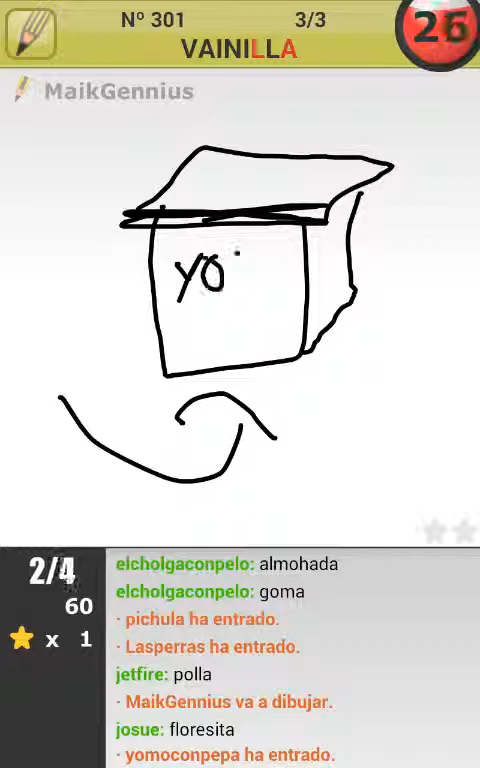 Nº 301
3/3
26
VAINILLA
MaikGennius
YO
2/4
60
x 1
elcholgaconpelo: almohada
elcholgaconpelo: goma
· pichula ha entrado.
· Lasperras ha entrado.
jetfire: polla
· MaikGennius va a dibujar.
josue: floresita
· yomoconpepa ha entrado.